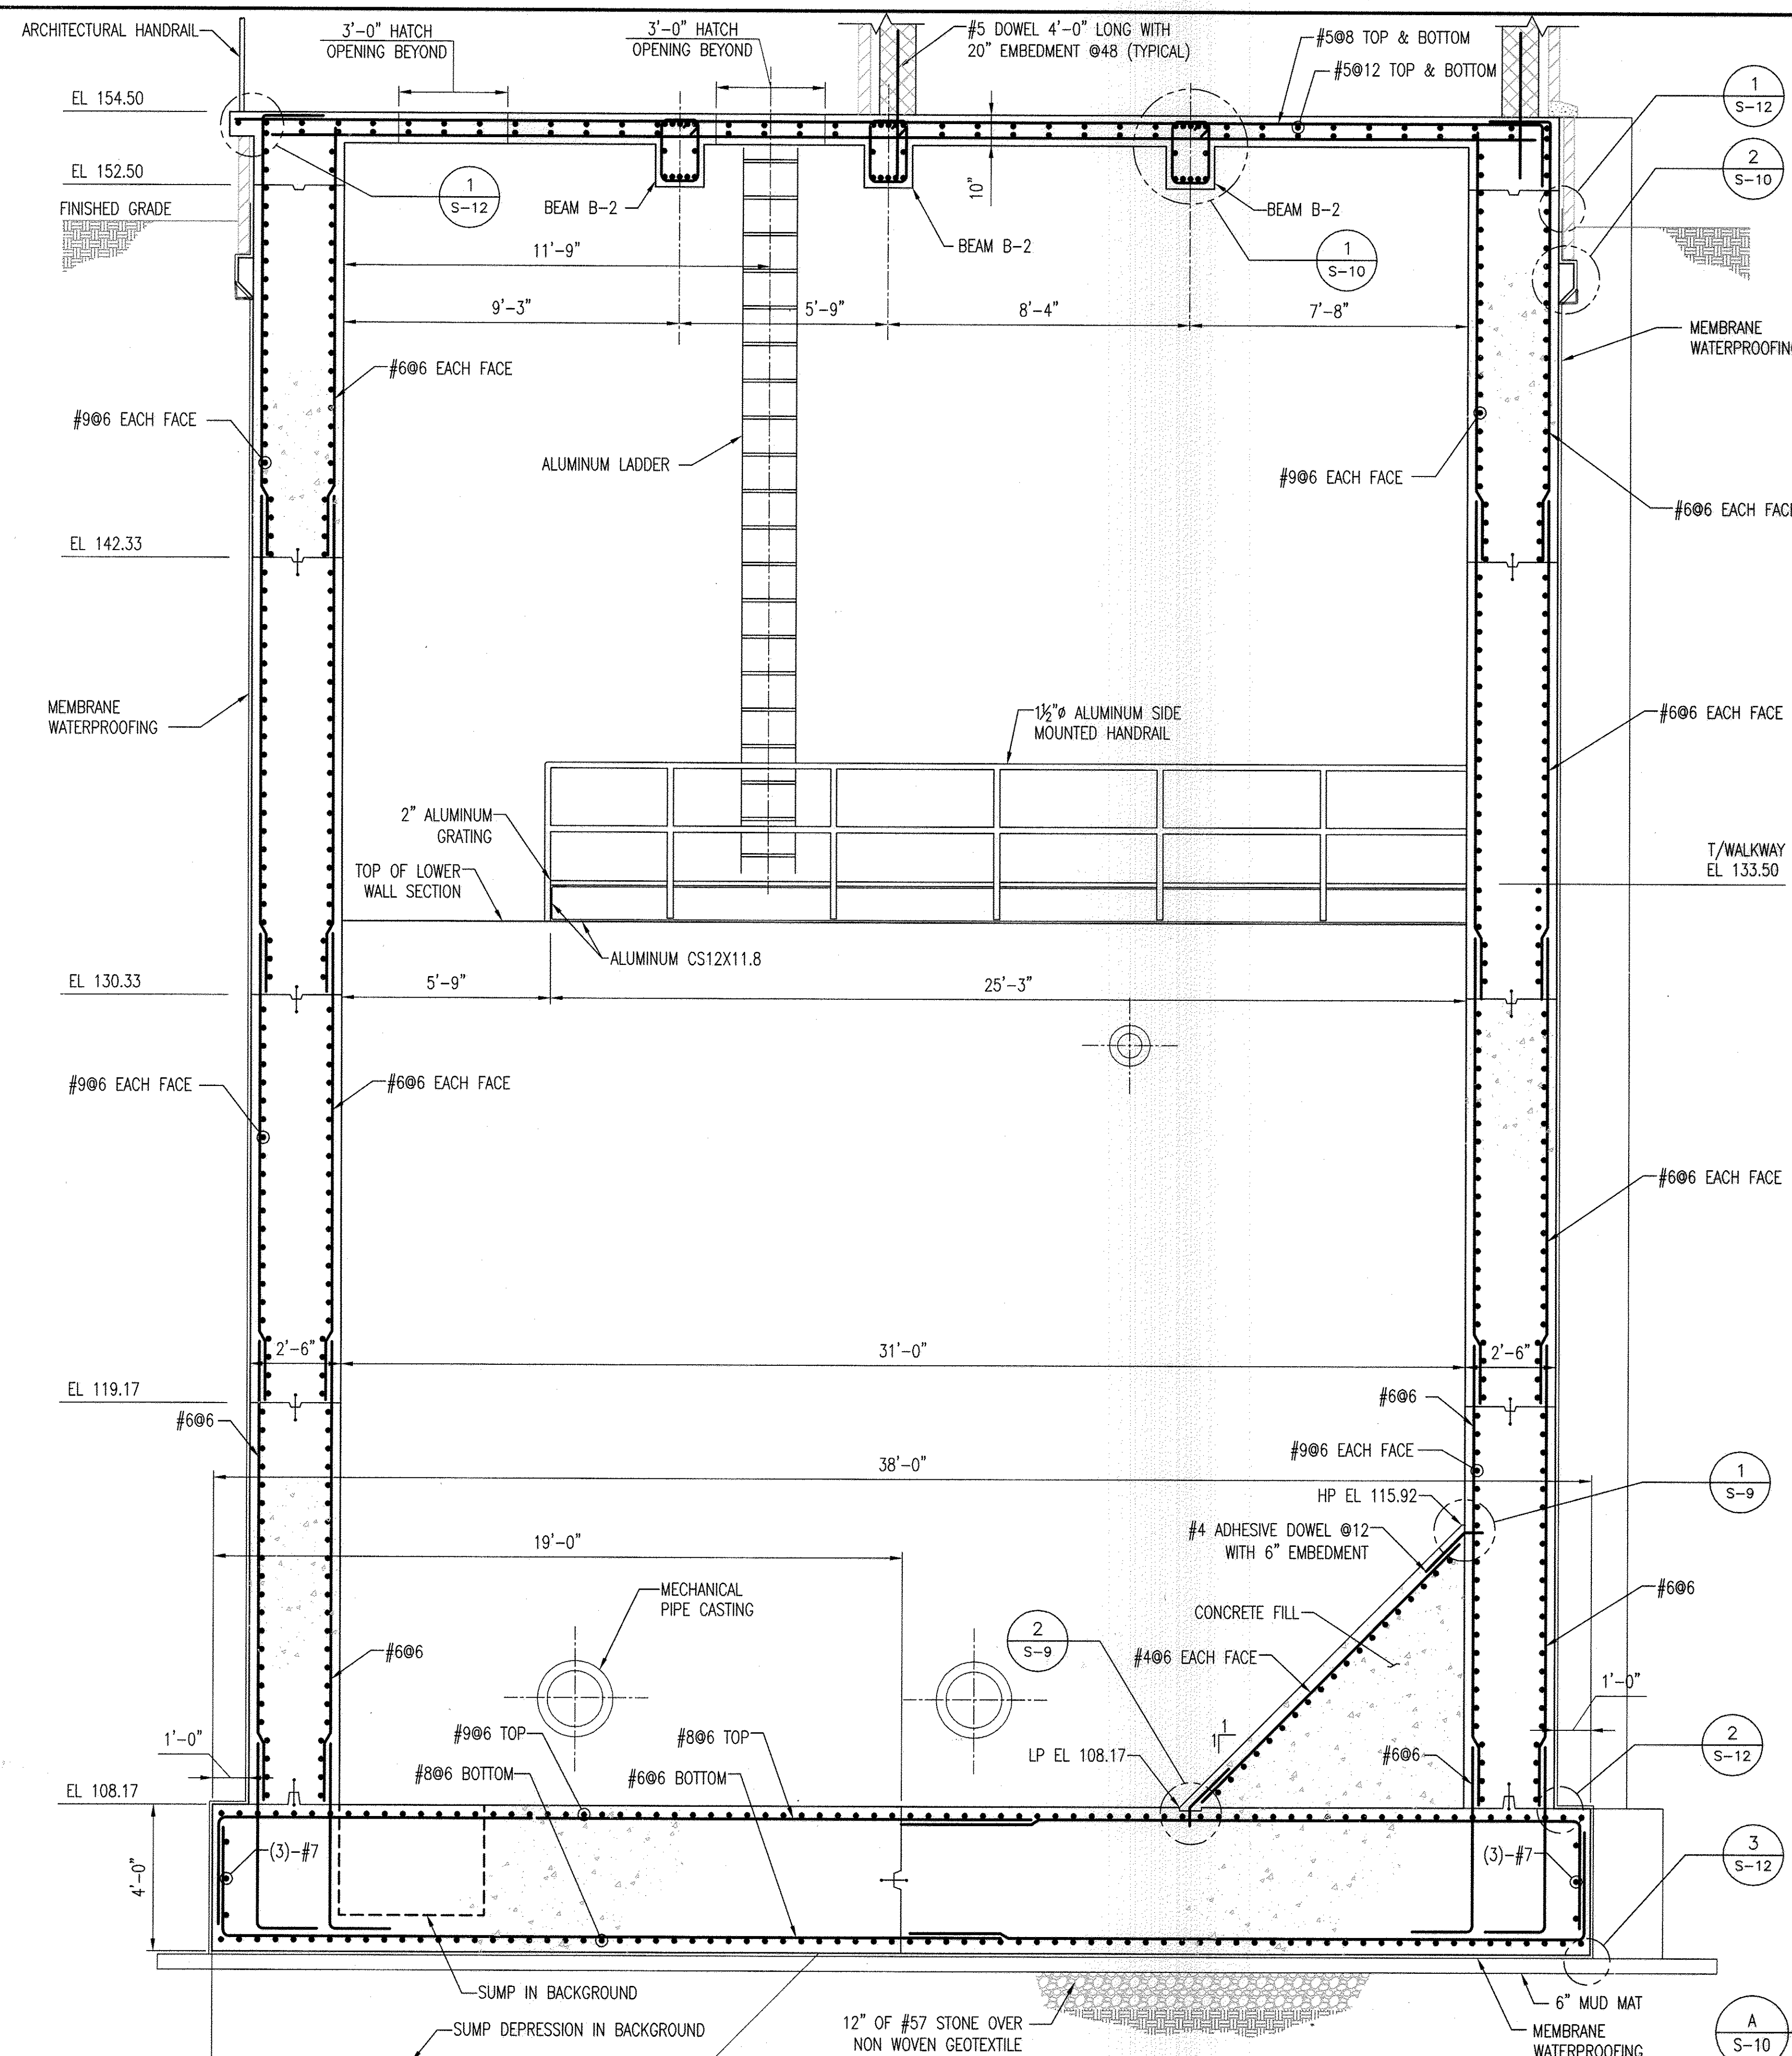 ARCHITECTURAL HANDRAIL
3'-0" HATCH
OPENING BEYOND
3'-0" HATCH
OPENING BEYOND
#5 DOWEL 4'-0" LONG WITH
20" EMBEDMENT @48 (TYPICAL)
#5@8 TOP & BOTTOM
#5@12 TOP & BOTTOM
1
S-12
EL 154.50
EL 152.50
FINISHED GRADE
1
S-12
BEAM B-2
BEAM B-2
10"
BEAM B-2
1
S-10
2
S-10
11'-9"
9'-3"
5'-9"
8'-4"
7'-8"
MEMBRANE
WATERPROOFING
#6@6 EACH FACE
#9@6 EACH FACE
ALUMINUM LADDER
#9@6 EACH FACE
#6@6 EACH FACE
EL 142.33
MEMBRANE
WATERPROOFING
1½"ø ALUMINUM SIDE
MOUNTED HANDRAIL
#6@6 EACH FACE
2" ALUMINUM
GRATING
TOP OF LOWER
WALL SECTION
T/WALKWAY
EL 133.50
ALUMINUM CS12X11.8
EL 130.33
5'-9"
25'-3"
#9@6 EACH FACE
#6@6 EACH FACE
#6@6 EACH FACE
2'-6"
31'-0"
2'-6"
EL 119.17
#6@6
#6@6
#9@6 EACH FACE
38'-0"
HP EL 115.92
1
S-9
#4 ADHESIVE DOWEL @12
WITH 6" EMBEDMENT
19'-0"
MECHANICAL
PIPE CASTING
CONCRETE FILL
#6@6
2
S-9
#4@6 EACH FACE
#6@6
1'-0"
1'-0"
#9@6 TOP
#8@6 TOP
1
1
LP EL 108.17
#6@6
2
S-12
#8@6 BOTTOM
#6@6 BOTTOM
EL 108.17
4'-0"
(3)-#7
(3)-#7
3
S-12
SUMP IN BACKGROUND
SUMP DEPRESSION IN BACKGROUND
12" OF #57 STONE OVER
NON WOVEN GEOTEXTILE
6" MUD MAT
MEMBRANE
WATERPROOFING
A
S-10